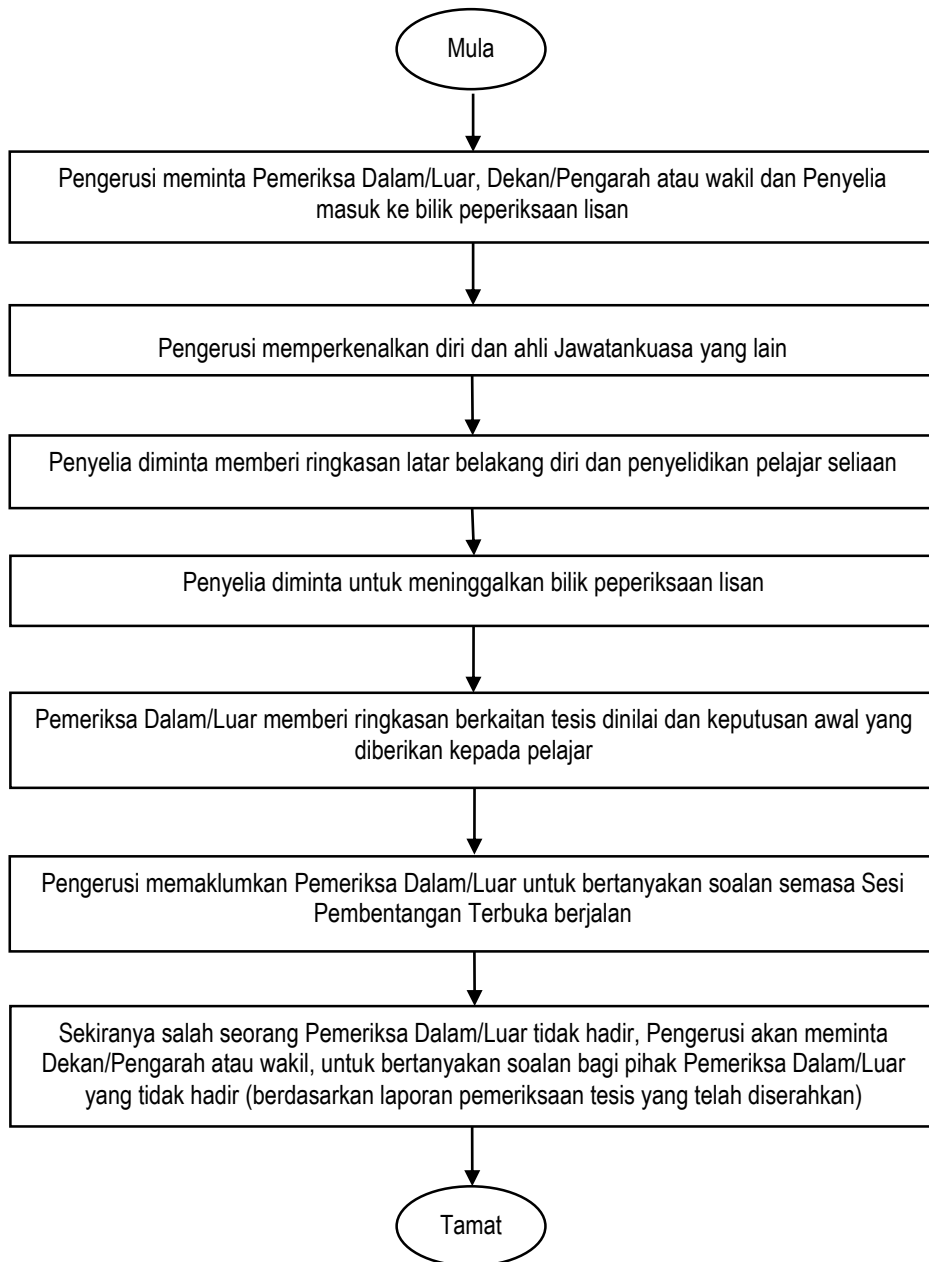 Mula
Pengerusi meminta Pemeriksa Dalam/Luar, Dekan/Pengarah atau wakil dan Penyelia
masuk ke bilik peperiksaan lisan
Pengerusi memperkenalkan diri dan ahli Jawatankuasa yang lain
Penyelia diminta memberi ringkasan latar belakang diri dan penyelidikan pelajar seliaan
Penyelia diminta untuk meninggalkan bilik peperiksaan lisan
Pemeriksa Dalam/Luar memberi ringkasan berkaitan tesis dinilai dan keputusan awal yang
diberikan kepada pelajar
Pengerusi memaklumkan Pemeriksa Dalam/Luar untuk bertanyakan soalan semasa Sesi
Pembentangan Terbuka berjalan
Sekiranya salah seorang Pemeriksa Dalam/Luar tidak hadir, Pengerusi akan meminta
Dekan/Pengarah atau wakil, untuk bertanyakan soalan bagi pihak Pemeriksa Dalam/Luar
yang tidak hadir (berdasarkan laporan pemeriksaan tesis yang telah diserahkan)
Tamat